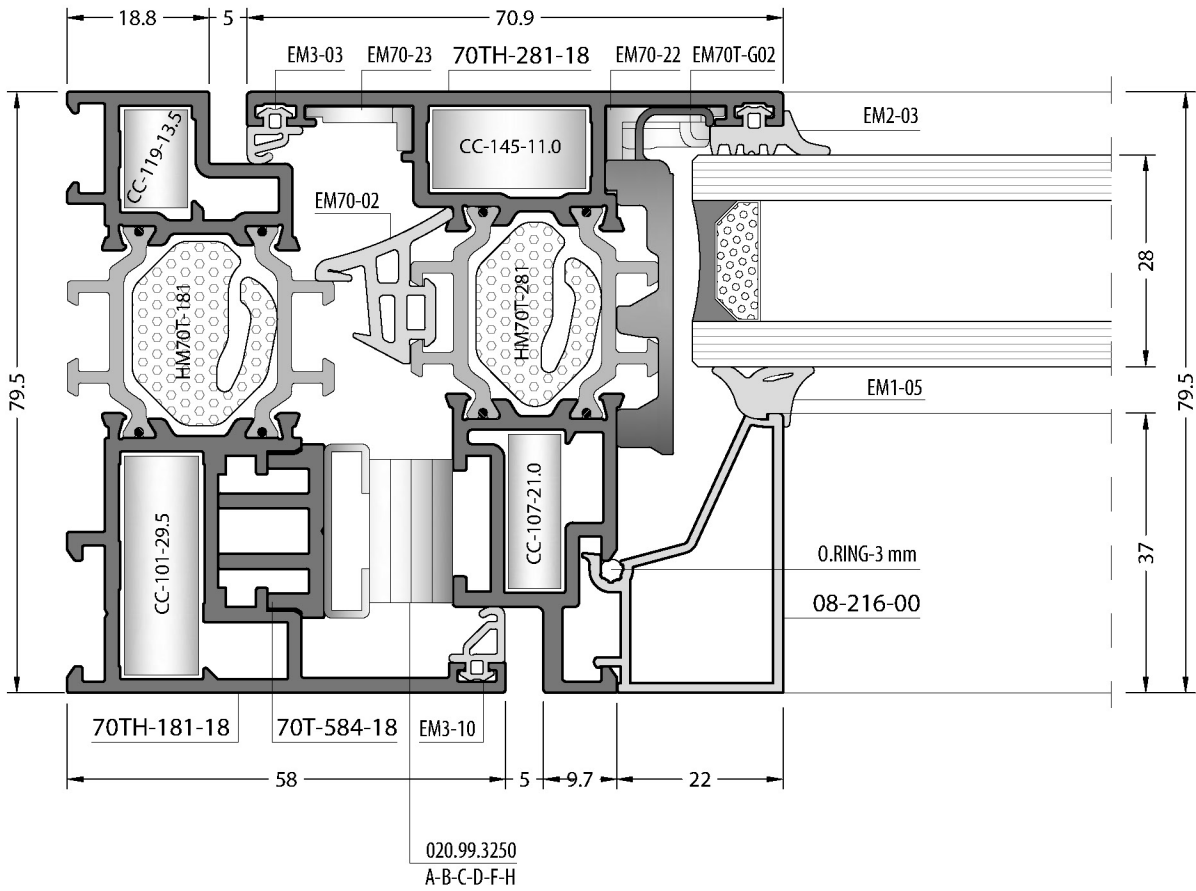 18.8
5
70.9
EM3-03
EM70-23
70TH-281-18
EM70-22
EM70T-G02
EM2-03
CC-119-13.5
CC-145-11.0
EM70-02
HM70T-181
HM70T-281
28
79.5
79.5
EM1-05
CC-101-29.5
CC-107-21.0
O.RING-3 mm
37
08-216-00
70TH-181-18
70T-584-18
EM3-10
58
5
9.7
22
020.99.3250
A-B-C-D-F-H